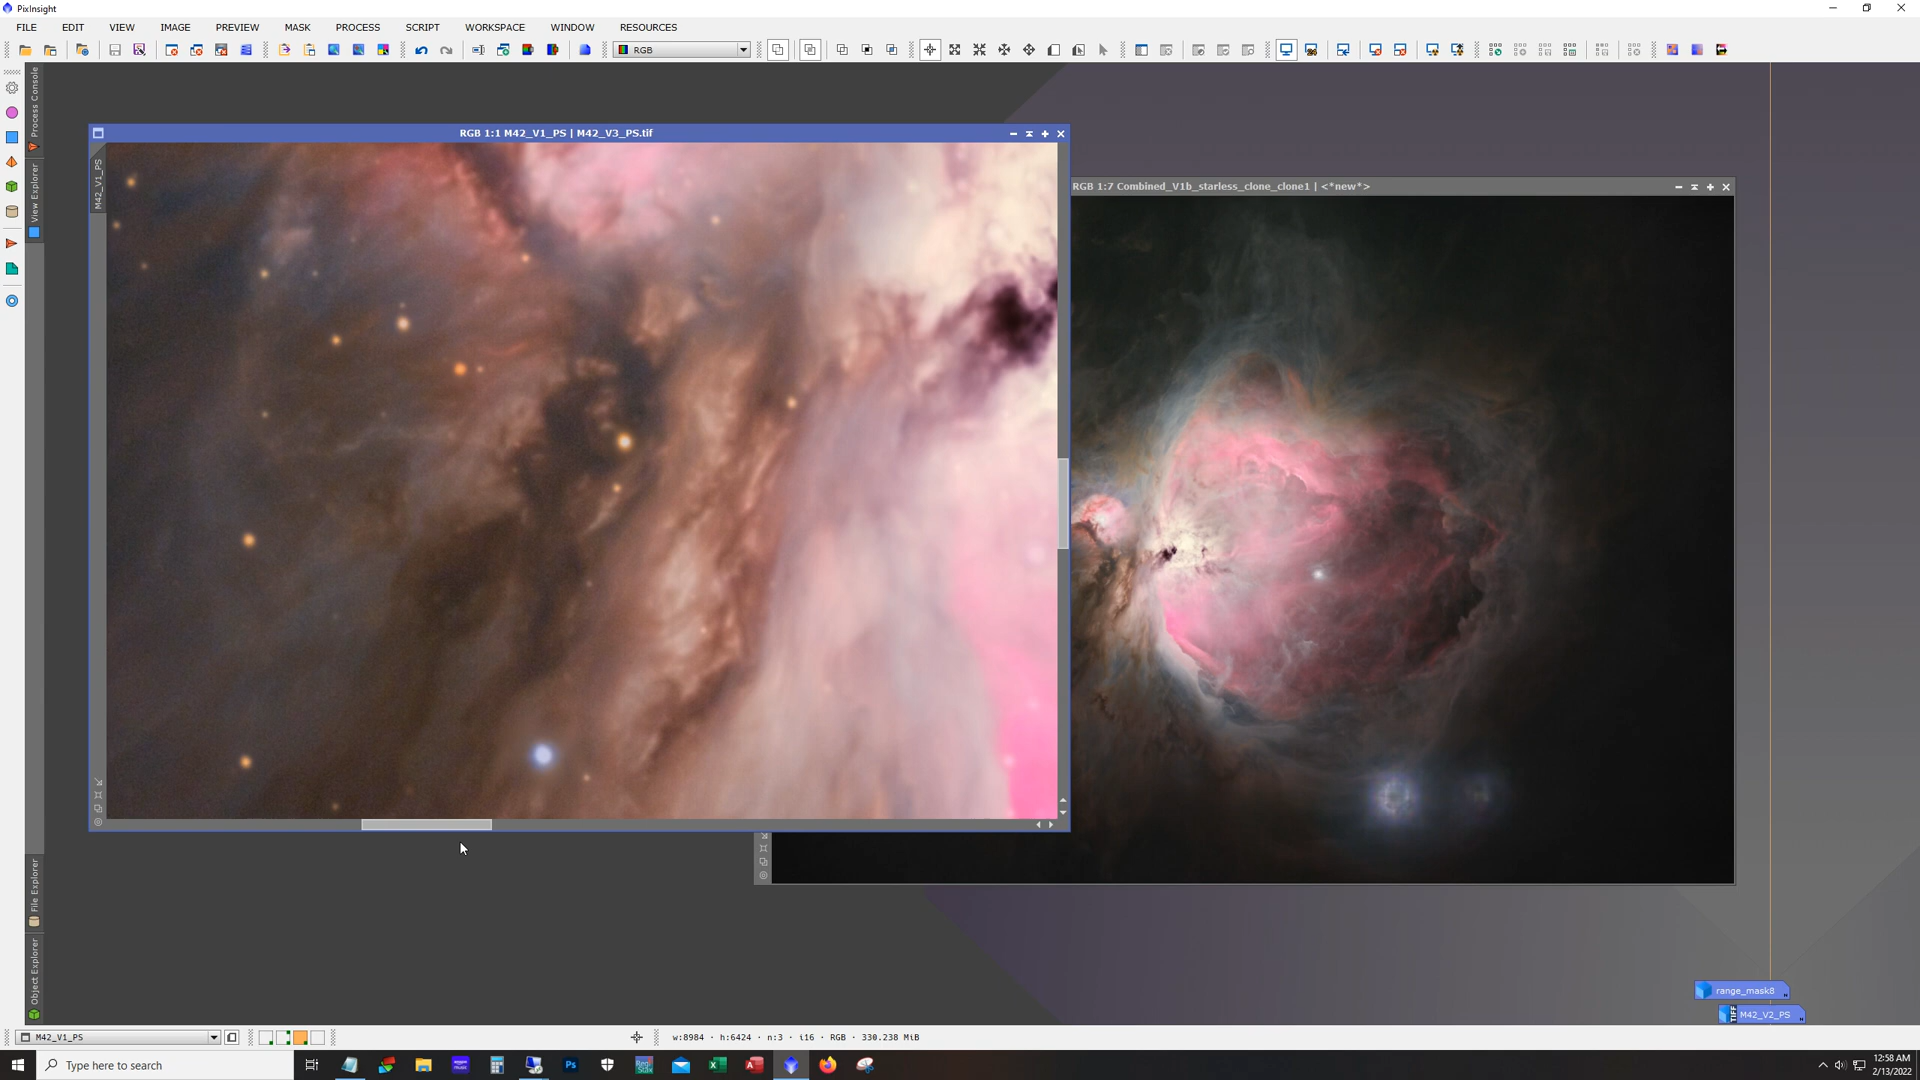 PixInsight
FILE EDIT VIEW IMAGE PREVIEW MASK PROCESS SCRIPT WORKSPACE WINDOW RESOURCES
RGB
Process Console
View Explorer
File Explorer
Object Explorer
RGB 1:1 M42_V1_PS | M42_V3_PS.tif
M42_V1_PS
RGB 1:7 Combined_V1b_starless_clone_clone1 | <*new*>
range_mask8
TIFF M42_V2_PS
M42_V1_PS
w:8984 · h:6424 · n:3 · i16 · RGB · 330.238 MiB
Type here to search
Ps
12:58 AM
2/13/2022